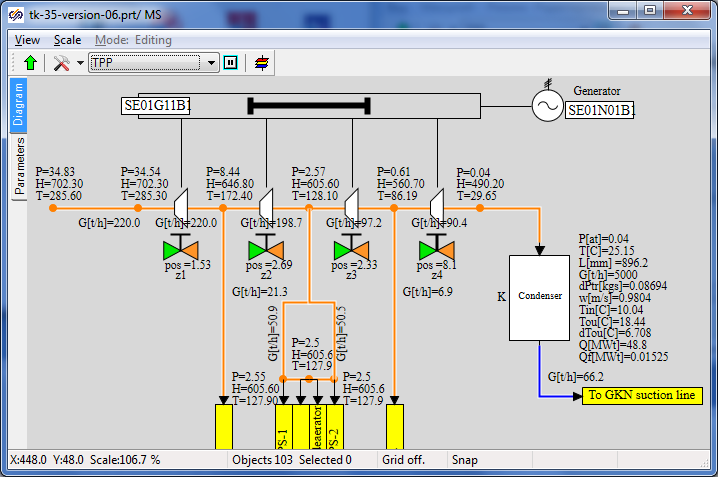 tk-35-version-06.prt/ MS
View Scale Mode: Editing
TPP
Diagram
Parameters
SE01G11B1
Generator
SE01N01B1
P=34.83
H=702.30
T=285.60
P=34.54
H=702.30
T=285.30
P=8.44
H=646.80
T=172.40
P=2.57
H=605.60
T=128.10
P=0.61
H=560.70
T=86.19
P=0.04
H=490.20
T=29.65
G[t/h]=220.0
G[t/h]=220.0
G[t/h]=198.7
G[t/h]=97.2
G[t/h]=90.4
pos =1.53
z1
pos =2.69
z2
pos =2.33
z3
pos =8.1
z4
G[t/h]=21.3
G[t/h]=6.9
G[t/h]=50.9
G[t/h]=50.5
K
Condenser
P[at]=0.04
T[C]=25.15
L[mm] =896.2
G[t/h]=5000
dPtr[kgs]=0.08694
w[m/s]=0.9804
Tin[C]=10.04
Tou[C]=18.44
dTou[C]=6.708
Q[MWt]=48.8
Qf[MWt]=0.01525
P=2.5
H=605.6
T=127.9
P=2.55
H=605.60
T=127.90
P=2.5
H=605.6
T=127.9
G[t/h]=66.2
To GKN suction line
PS-1
deaerator
PS-2
X:448.0 Y:48.0 Scale:106.7 %
Objects 103 Selected 0
Grid off.
Snap